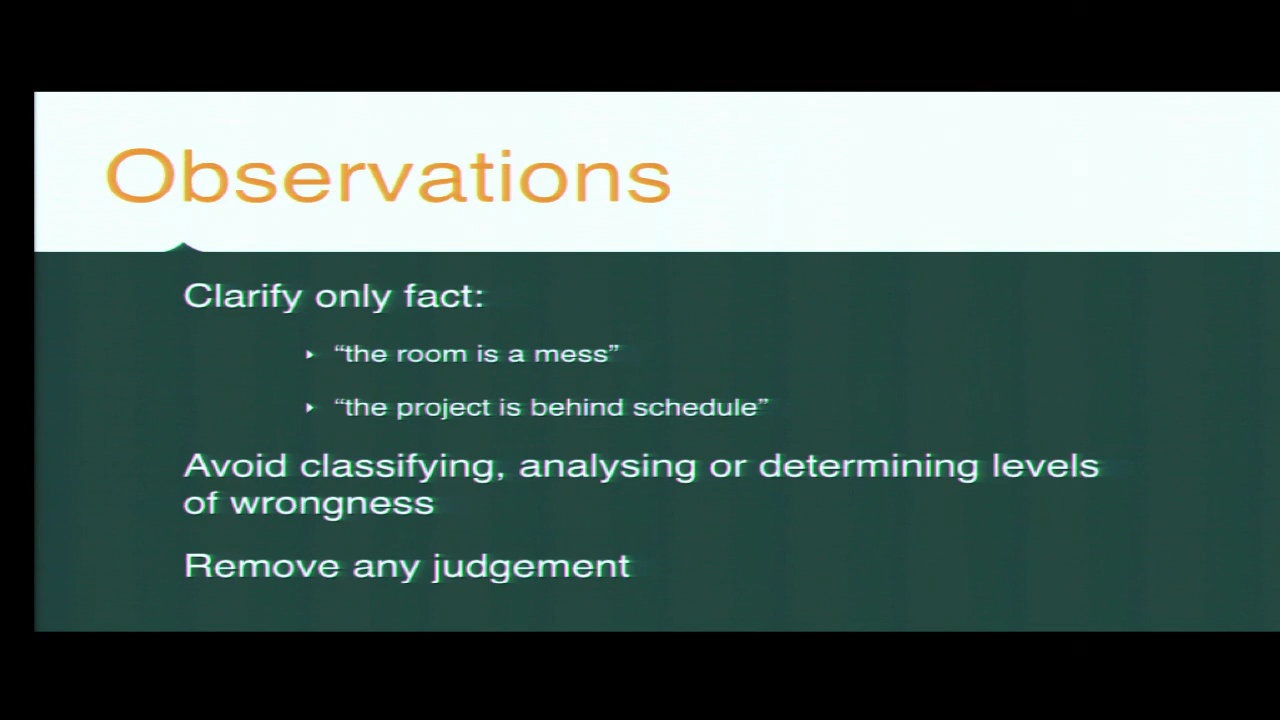 Observations
Clarify only fact:
‣ “the room is a mess”
‣ “the project is behind schedule”
Avoid classifying, analysing or determining levels
of wrongness
Remove any judgement